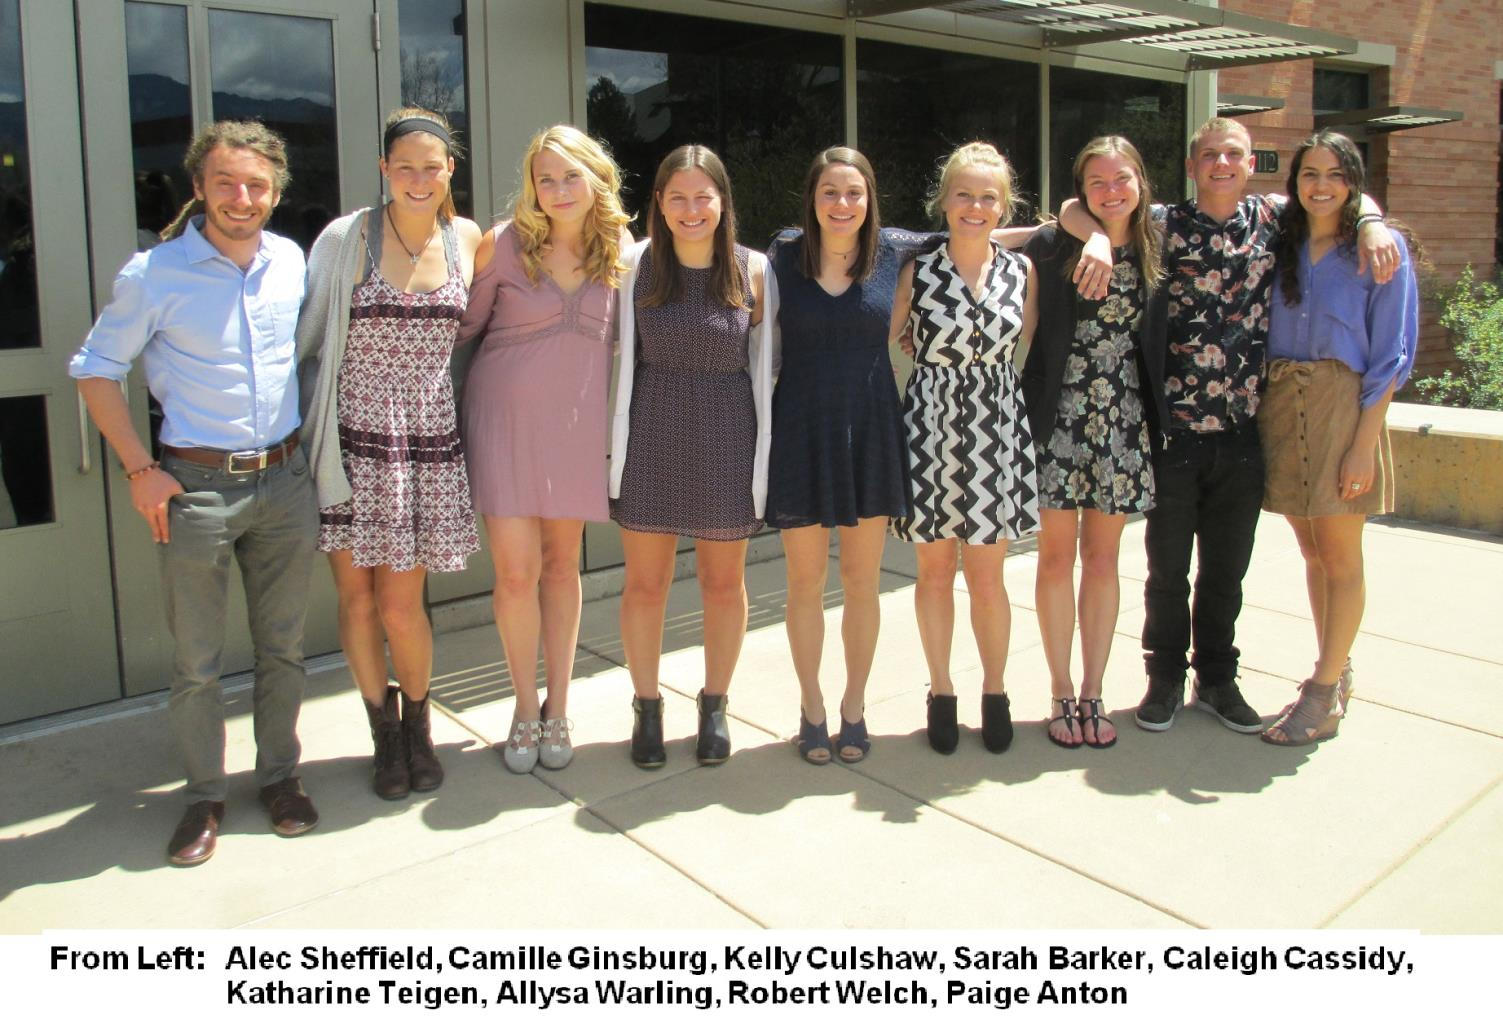 112
From Left: Alec Sheffield, Camille Ginsburg, Kelly Culshaw, Sarah Barker, Caleigh Cassidy,
Katharine Teigen, Allysa Warling, Robert Welch, Paige Anton